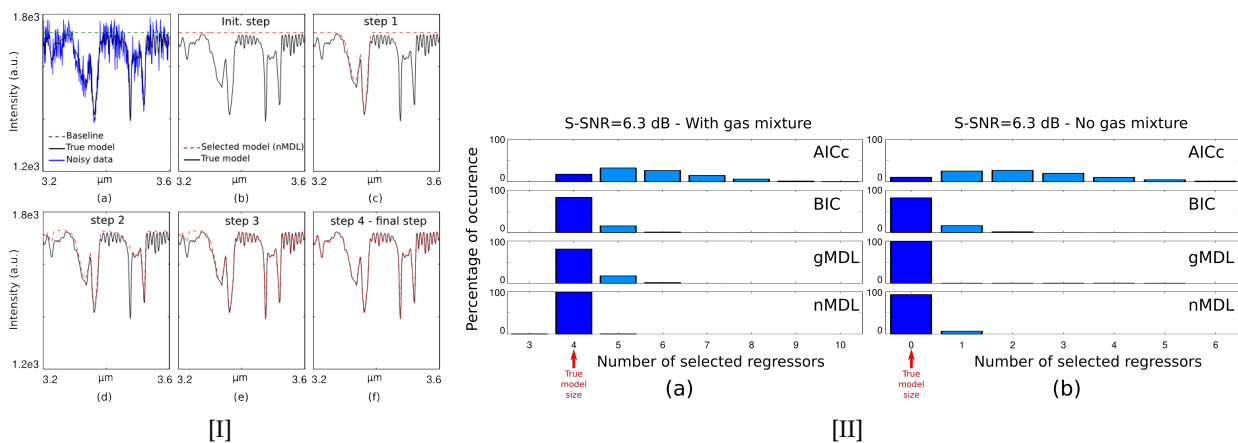 1.8e3
Intensity (a.u.)
1.2e3
Baseline
True model
Noisy data
3.2
μm
3.6
(a)
Init. step
Selected model (nMDL)
True model
3.2
μm
3.6
(b)
step 1
3.2
μm
3.6
(c)
1.8e3
Intensity (a.u.)
1.2e3
step 2
3.2
μm
3.6
(d)
step 3
3.2
μm
3.6
(e)
step 4 - final step
3.2
μm
3.6
(f)
[I]
S-SNR=6.3 dB - With gas mixture
Percentage of occurence
100
0
AICc
100
0
BIC
100
0
gMDL
100
0
nMDL
3 4 5 6 7 8 9 10
Number of selected regressors
True
model
size
(a)
S-SNR=6.3 dB - No gas mixture
100
0
AICc
100
0
BIC
100
0
gMDL
100
0
nMDL
0 1 2 3 4 5 6
Number of selected regressors
True
model
size
(b)
[II]